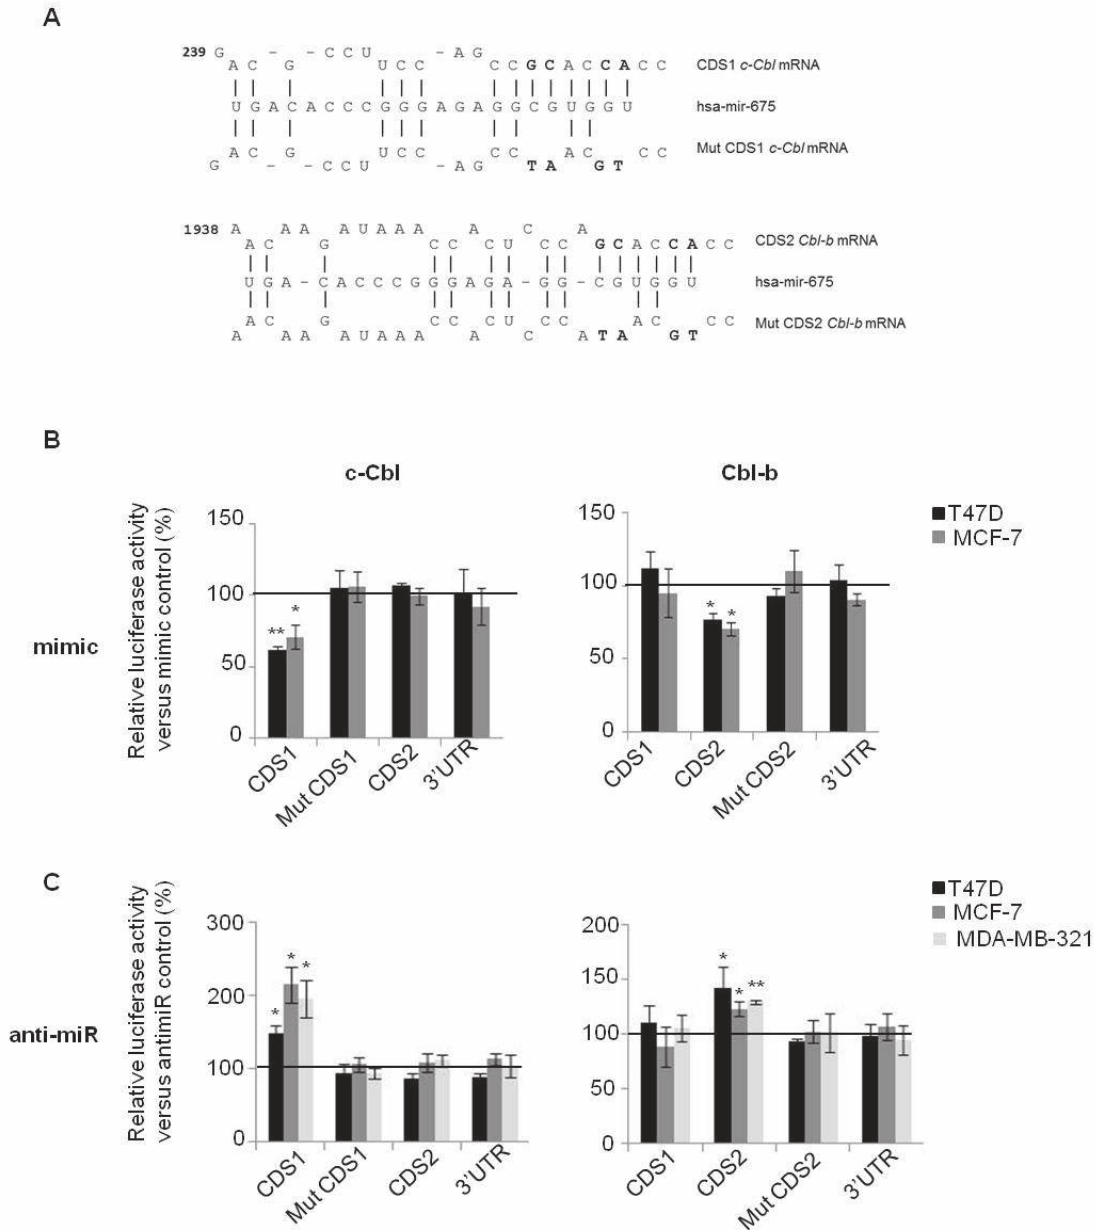 A
239 G - - C C U - A G
A C G U C C C C G C A C C A C C CDS1 c-Cbl mRNA
U G A C A C C C G G G A G A G G C G U G G U hsa-mir-675
A C G U C C C C A C C C Mut CDS1 c-Cbl mRNA
G - - C C U - A G T A G T
1938 A A A A U A A A A C A
A C G C C C U C C G C A C C A C C CDS2 Cbl-b mRNA
U G A - C A C C C G G G A G A - G G - C G U G G U hsa-mir-675
A C G C C C U C C A C C C Mut CDS2 Cbl-b mRNA
A A A A U A A A A C A T A G T
B
c-Cbl
Cbl-b
mimic
Relative luciferase activity
versus mimic control (%)
150
100
50
0
** *
CDS1
Mut CDS1
CDS2
3'UTR
150
100
50
0
* *
CDS1
CDS2
Mut CDS2
3'UTR
T47D
MCF-7
C
anti-miR
Relative luciferase activity
versus antimiR control (%)
300
200
100
0
* * *
CDS1
Mut CDS1
CDS2
3'UTR
200
150
100
50
0
* * **
CDS1
CDS2
Mut CDS2
3'UTR
T47D
MCF-7
MDA-MB-321